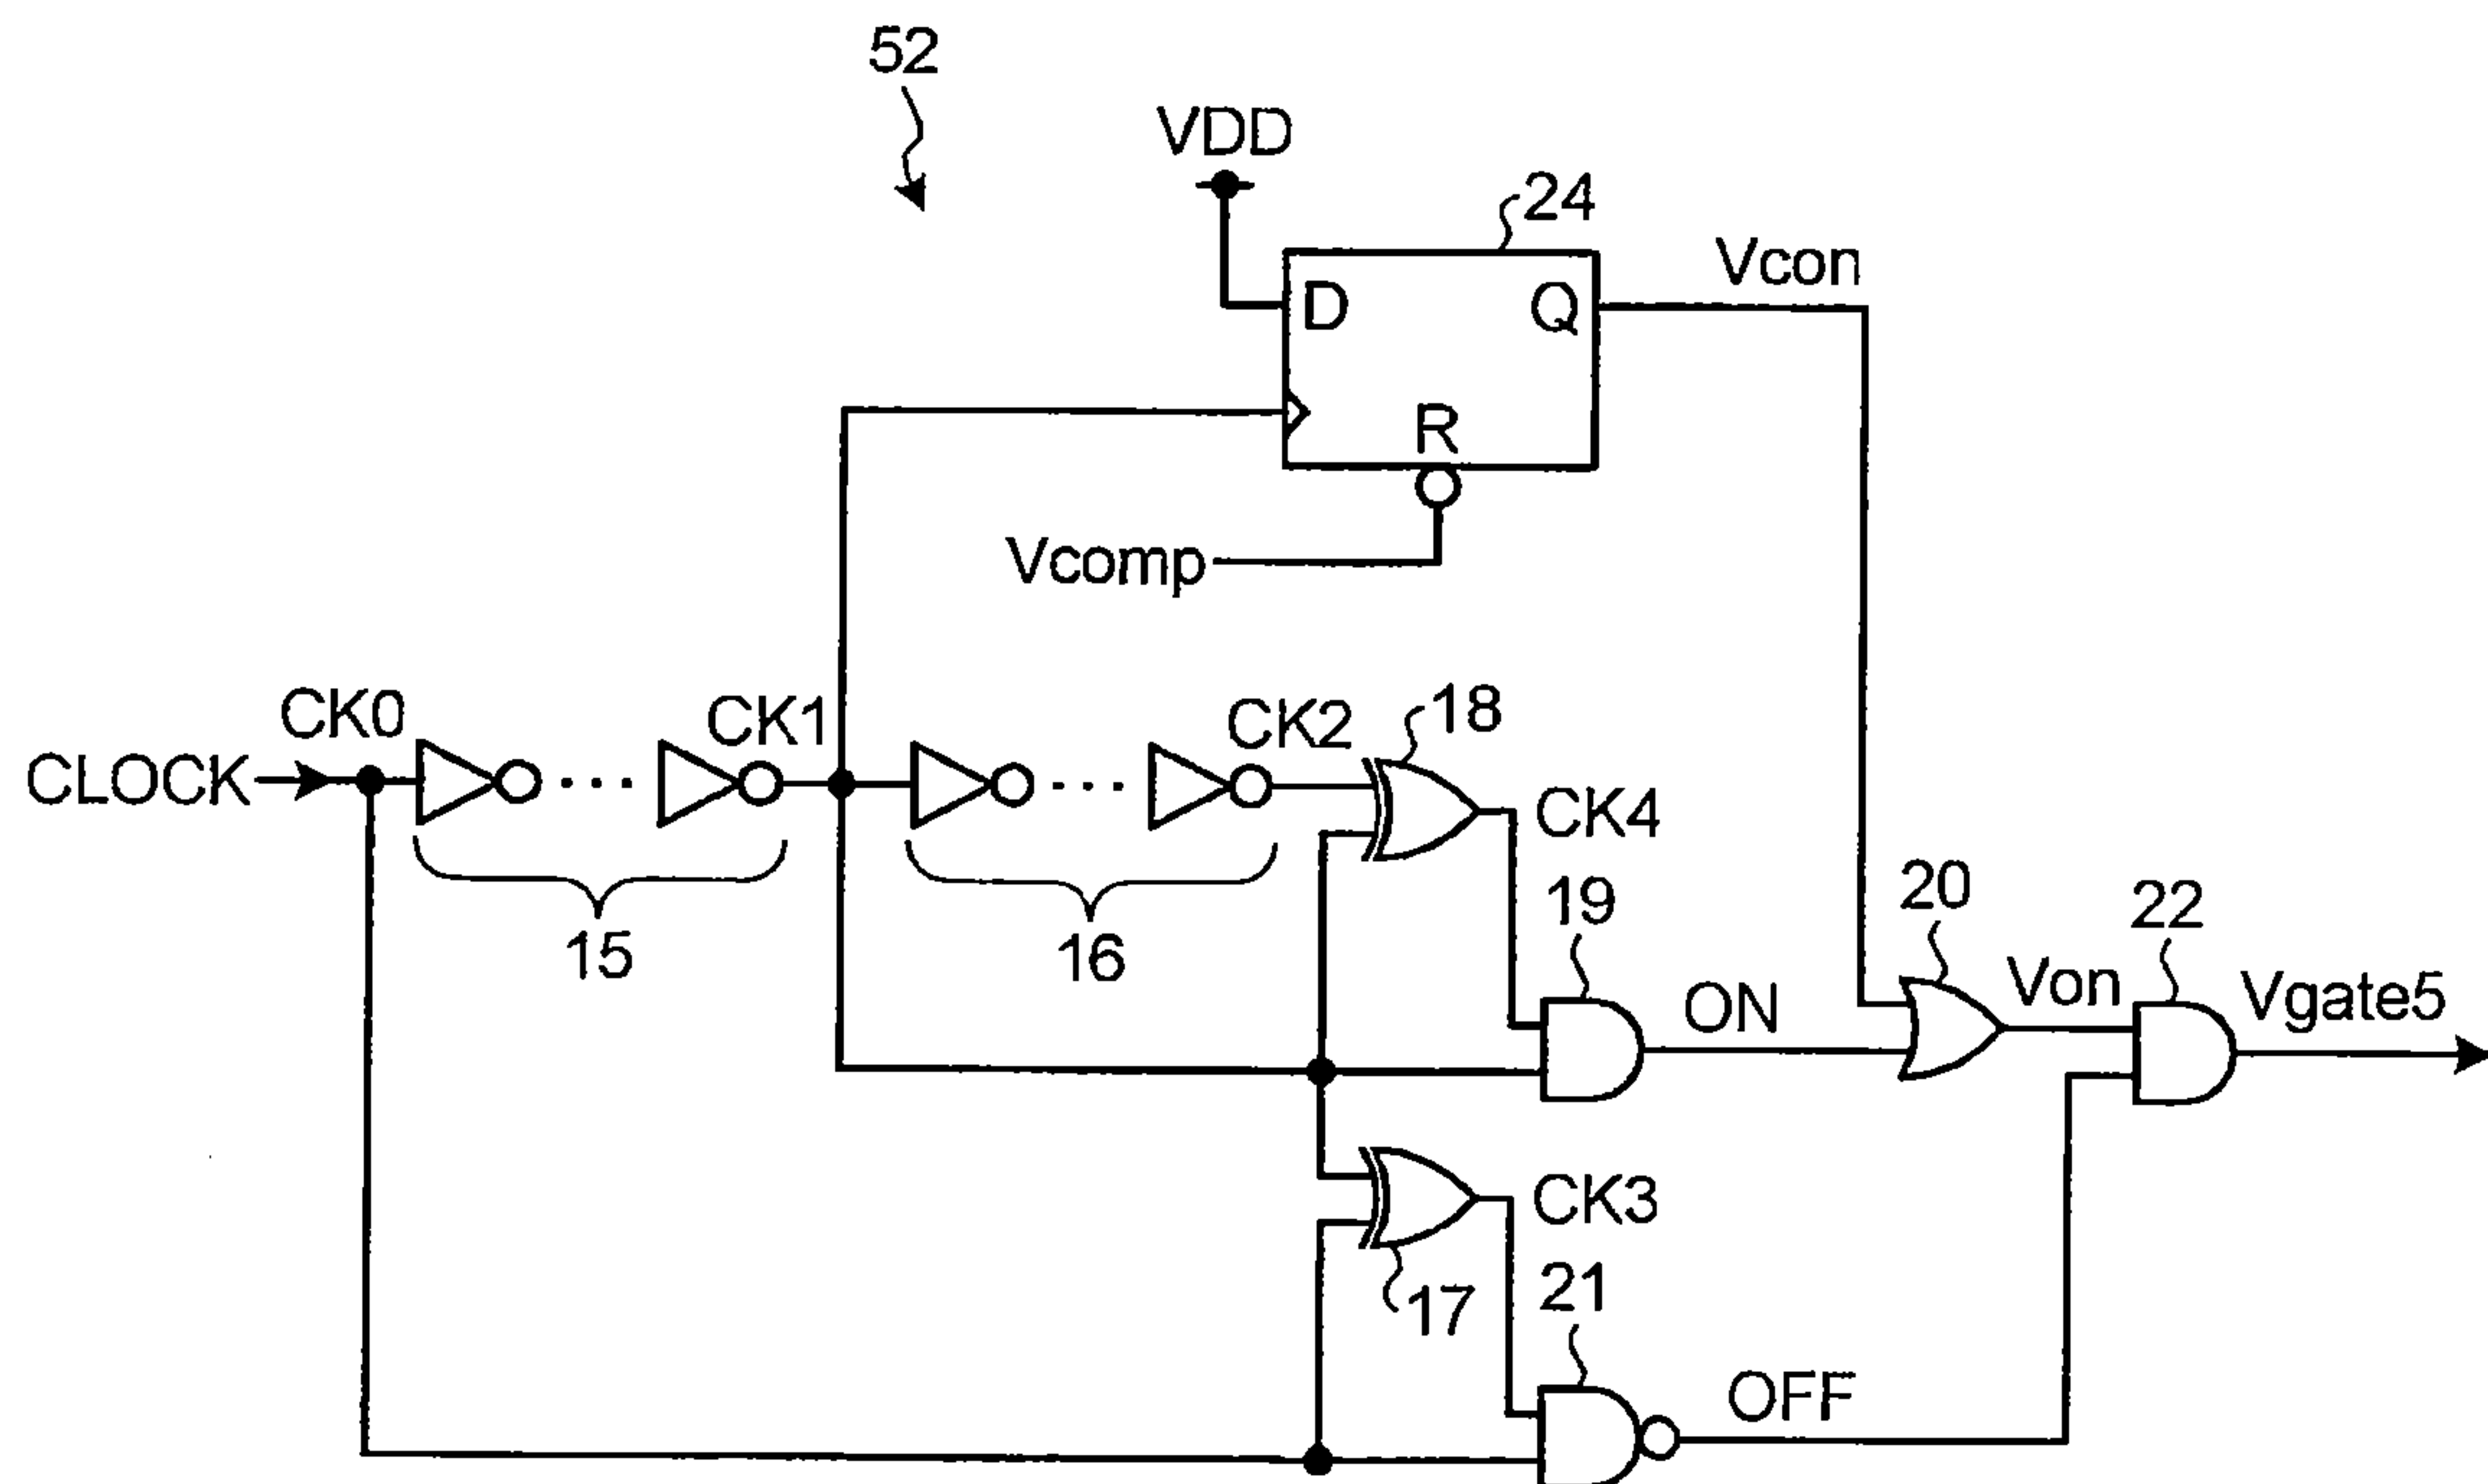 52
VDD
24
Vcon
D
Q
R
Vcomp
CK0
CK1
CK2
18
CLOCK
CK4
15
16
19
20
22
ON
Von
Vgate5
CK3
17
21
OFF